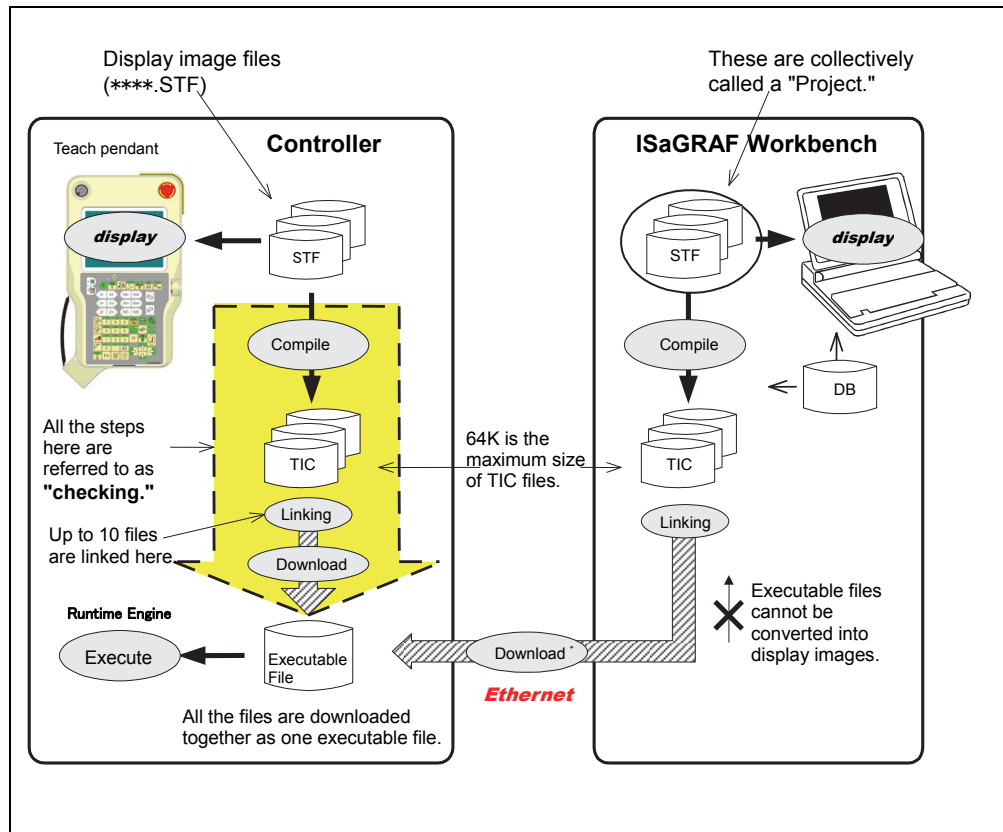 Display image files
(****.STF)
These are collectively
called a "Project."
Controller
ISaGRAF Workbench
Teach pendant
display
STF
STF
display
Compile
Compile
DB
All the steps
here are
referred to as
"checking."
TIC
64K is the
maximum size
of TIC files.
TIC
Up to 10 files
are linked here.
Linking
Linking
Download
Runtime Engine
Execute
Executable
File
Download *
Ethernet
Executable files
cannot be
converted into
display images.
All the files are downloaded
together as one executable file.